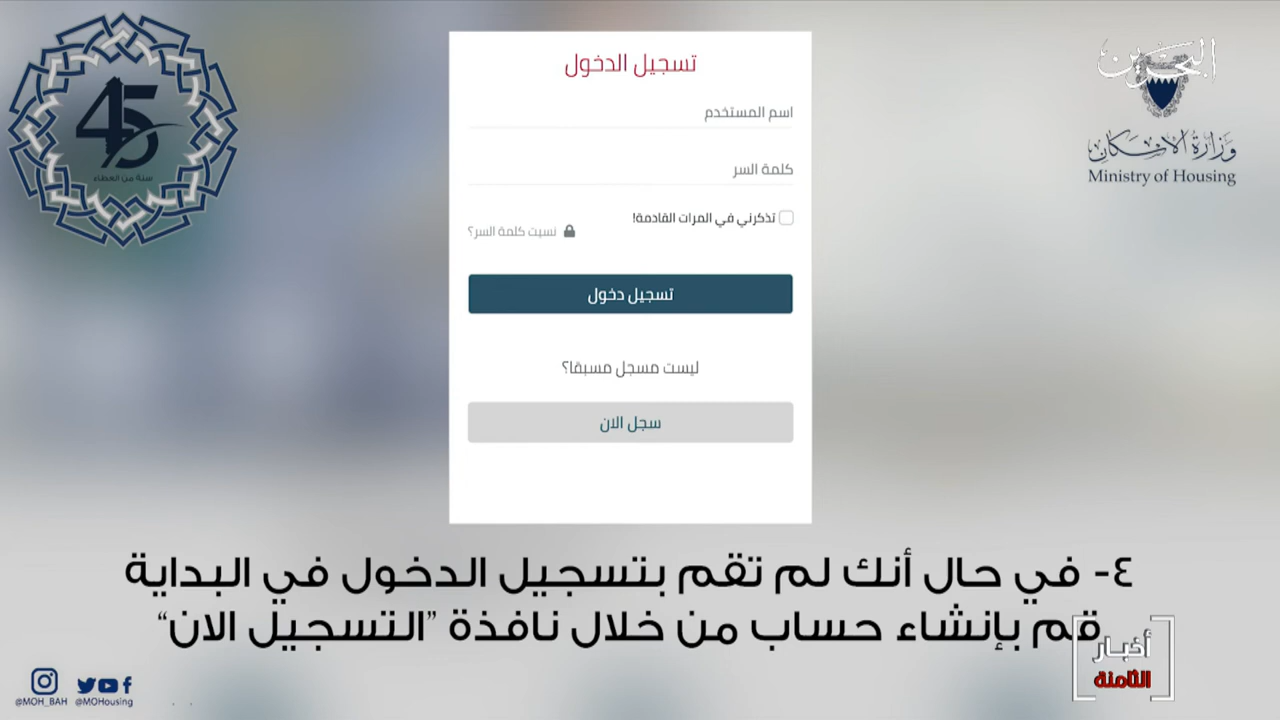 45
سنة من العطاء
البحرين
وزارة الإسكان
Ministry of Housing
تسجيل الدخول
اسم المستخدم
كلمة السر
تذكرني في المرات القادمة!
نسيت كلمة السر؟
تسجيل دخول
ليست مسجل مسبقا؟
سجل الان
٤- في حال أنك لم تقم بتسجيل الدخول في البداية
قم بإنشاء حساب من خلال نافذة "التسجيل الان"
أخبار
الثامنة
@MOH_BAH @MOHousing